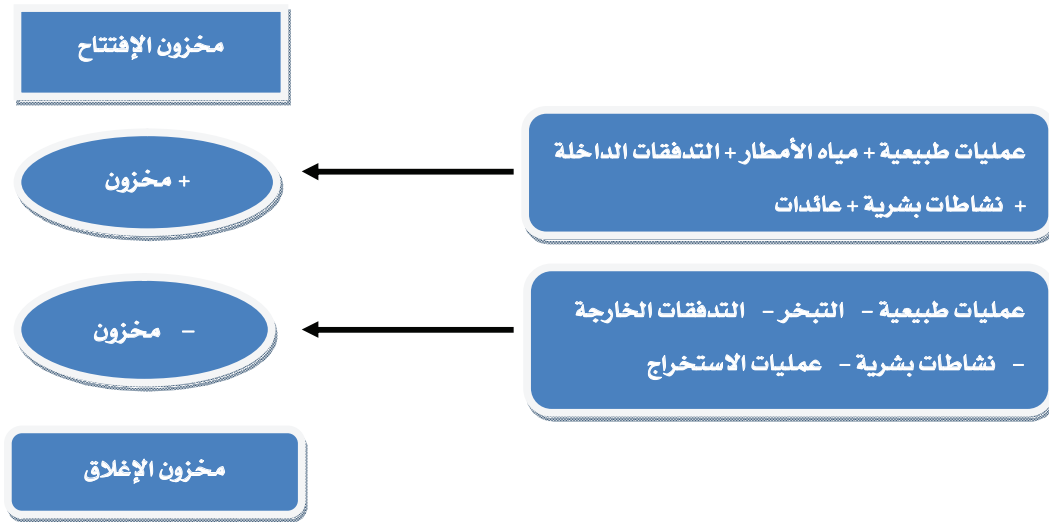 مخزون الإفتتاح
عمليات طبيعية + مياه الأمطار + التدفقات الداخلة
+ نشاطات بشرية + عائدات
+ مخزون
عمليات طبيعية – التبخر – التدفقات الخارجة
– نشاطات بشرية – عمليات الاستخراج
– مخزون
مخزون الإغلاق